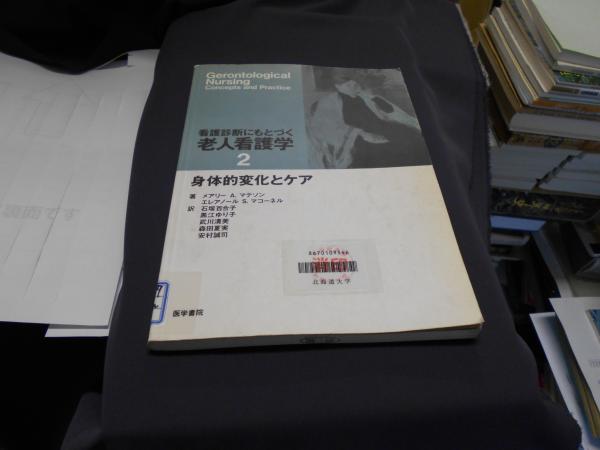 Gerontological
Nursing
Concepts and Practice
看護診断にもとづく
老人看護学
2
身体的変化とケア
著 メアリー A. マテソン
エレアノール S. マコーネル
訳 石塚百合子
黒江ゆり子
武川清美
森田夏実
安村誠司
北海道大学
医学書院
裏面です